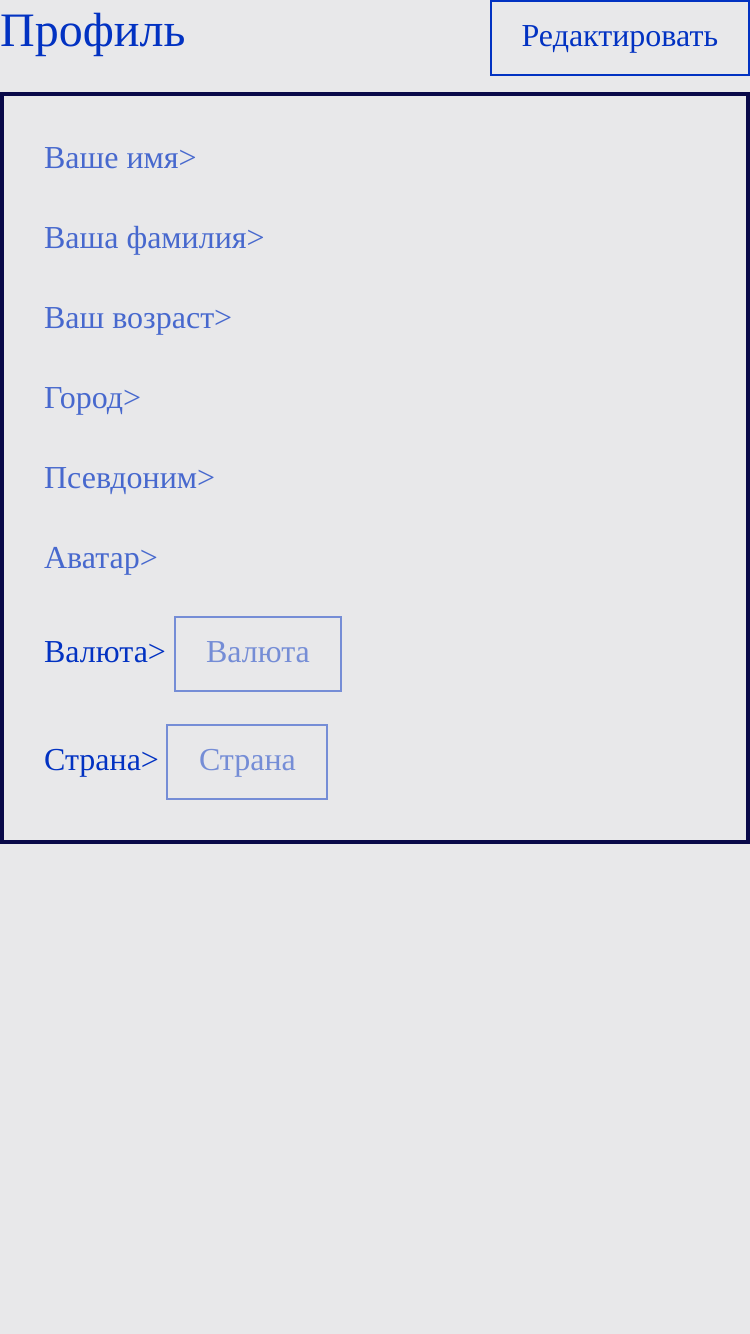 Профиль
Редактировать
Ваше имя>
Ваша фамилия>
Ваш возраст>
Город>
Псевдоним>
Аватар>
Валюта> Валюта
Страна> Страна